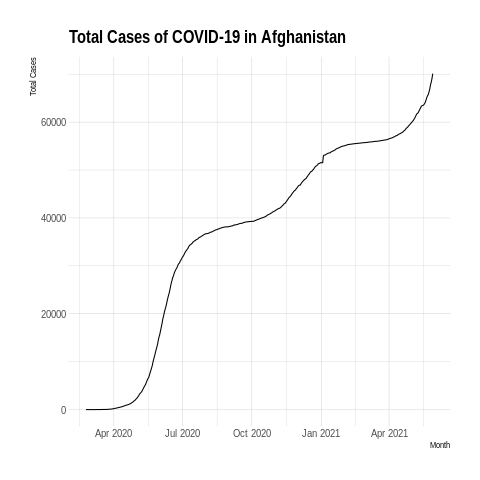 Total Cases of COVID-19 in Afghanistan
Total Cases
60000
40000
20000
0
Apr 2020 Jul 2020 Oct 2020 Jan 2021 Apr 2021
Month